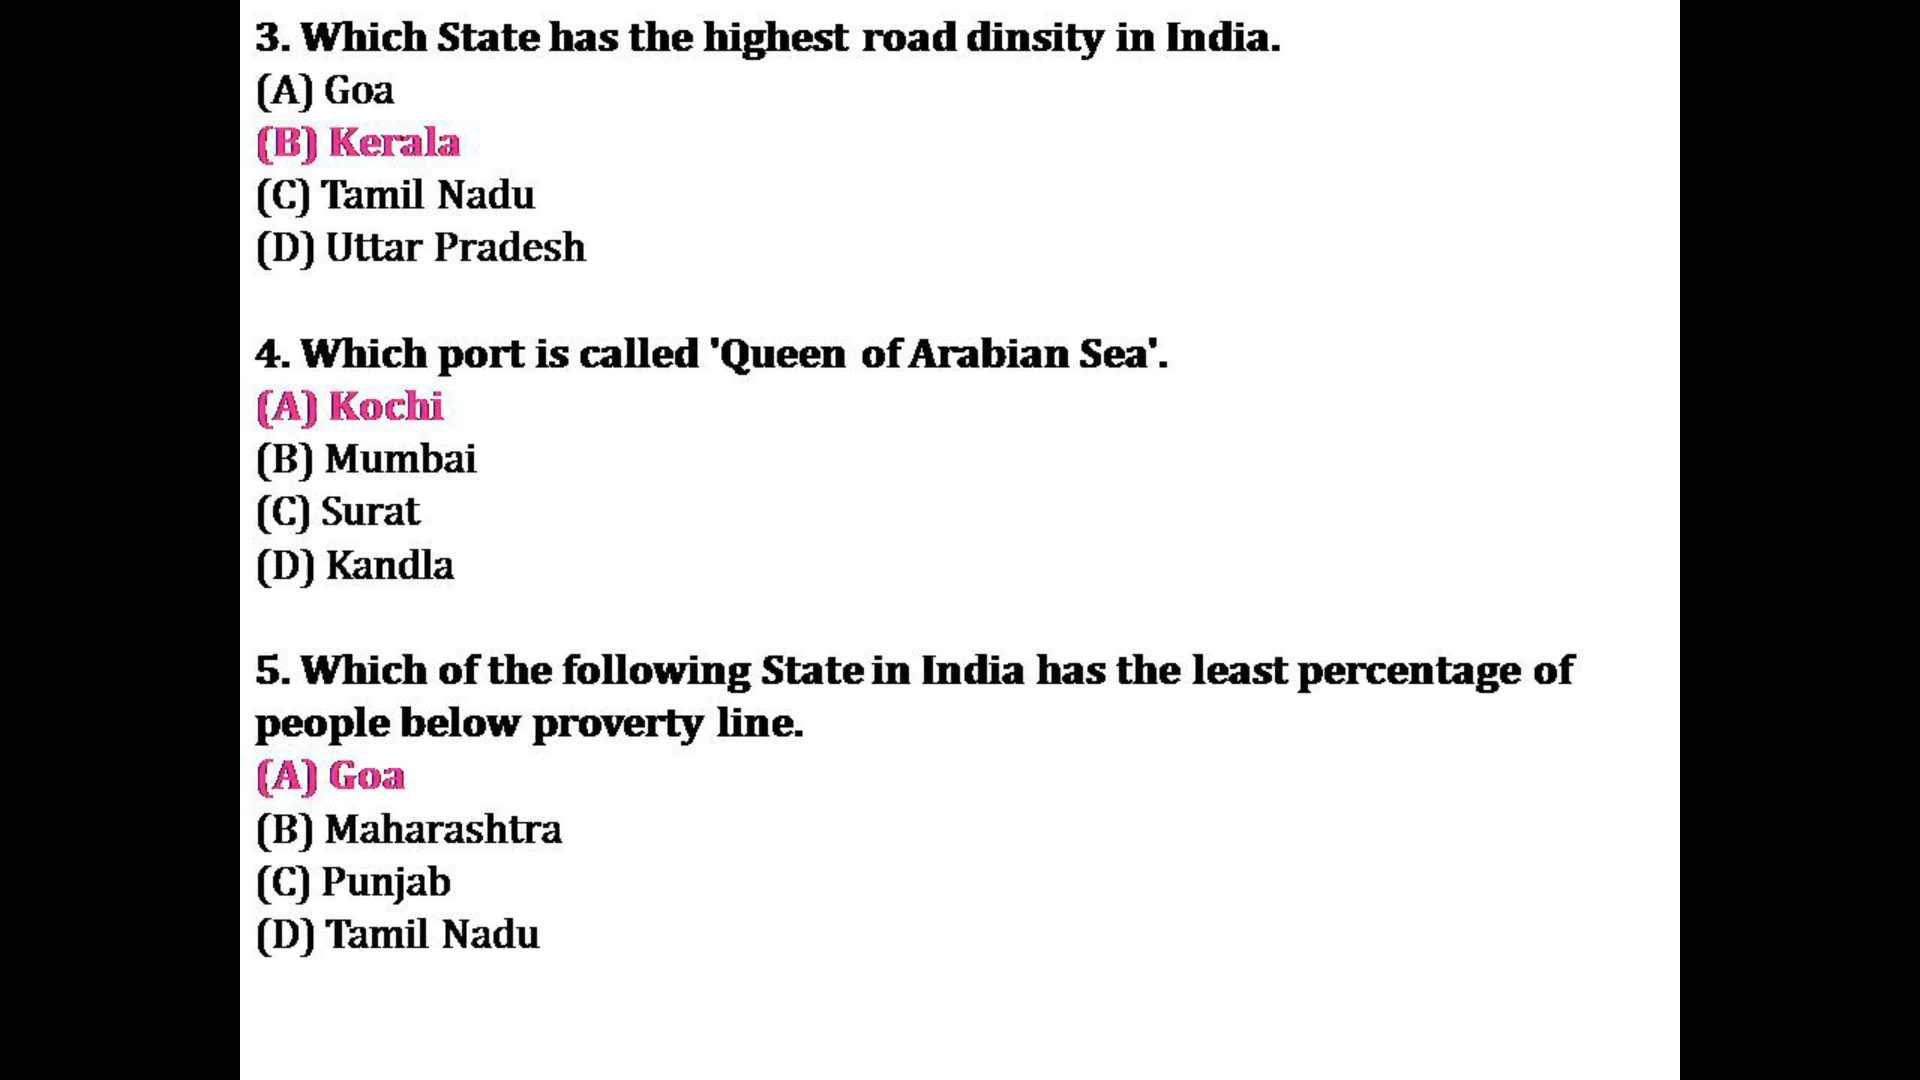 3. Which State has the highest road dinsity in India.
(A) Goa
(B) Kerala
(C) Tamil Nadu
(D) Uttar Pradesh
4. Which port is called 'Queen of Arabian Sea'.
(A) Kochi
(B) Mumbai
(C) Surat
(D) Kandla
5. Which of the following State in India has the least percentage of
people below proverty line.
(A) Goa
(B) Maharashtra
(C) Punjab
(D) Tamil Nadu